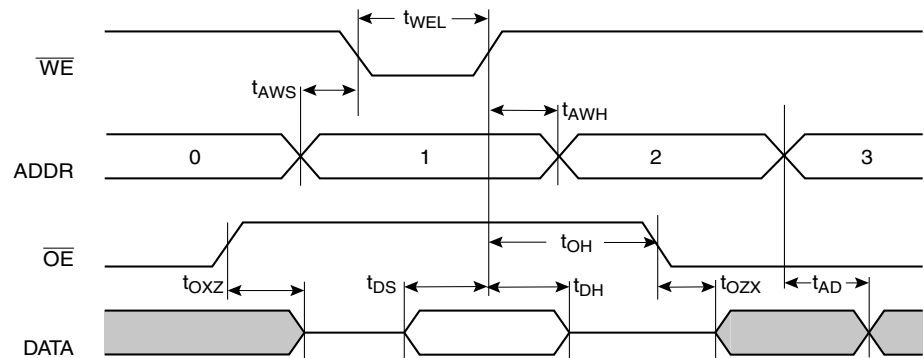 tWEL
WE
tAWS
tAWH
ADDR
0
1
2
3
OE
tOH
tOXZ
tDS
tDH
tOZX
tAD
DATA